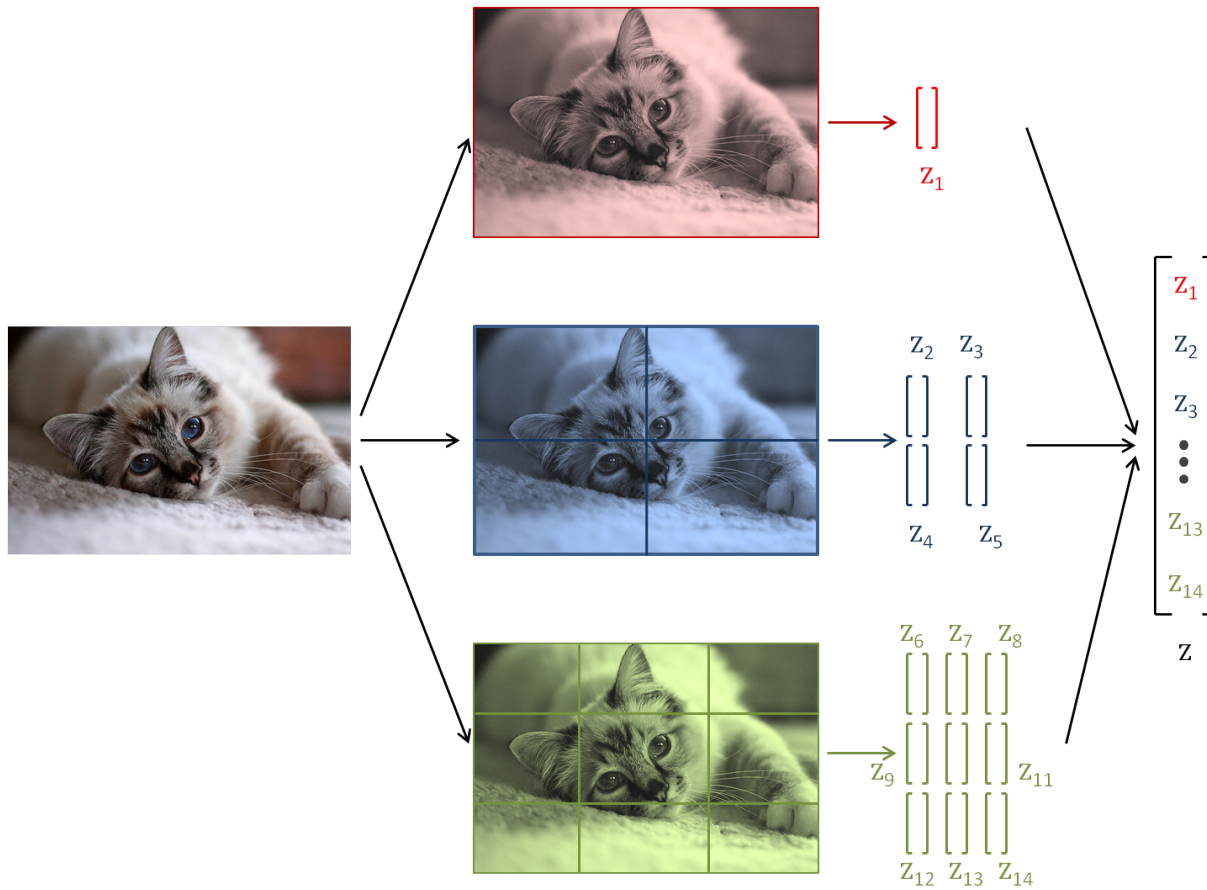 z₁
z₂ z₃
z₄ z₅
z₆ z₇ z₈
z₉ z₁₁
z₁₂ z₁₃ z₁₄
z₁
z₂
z₃
z₁₃
z₁₄
z